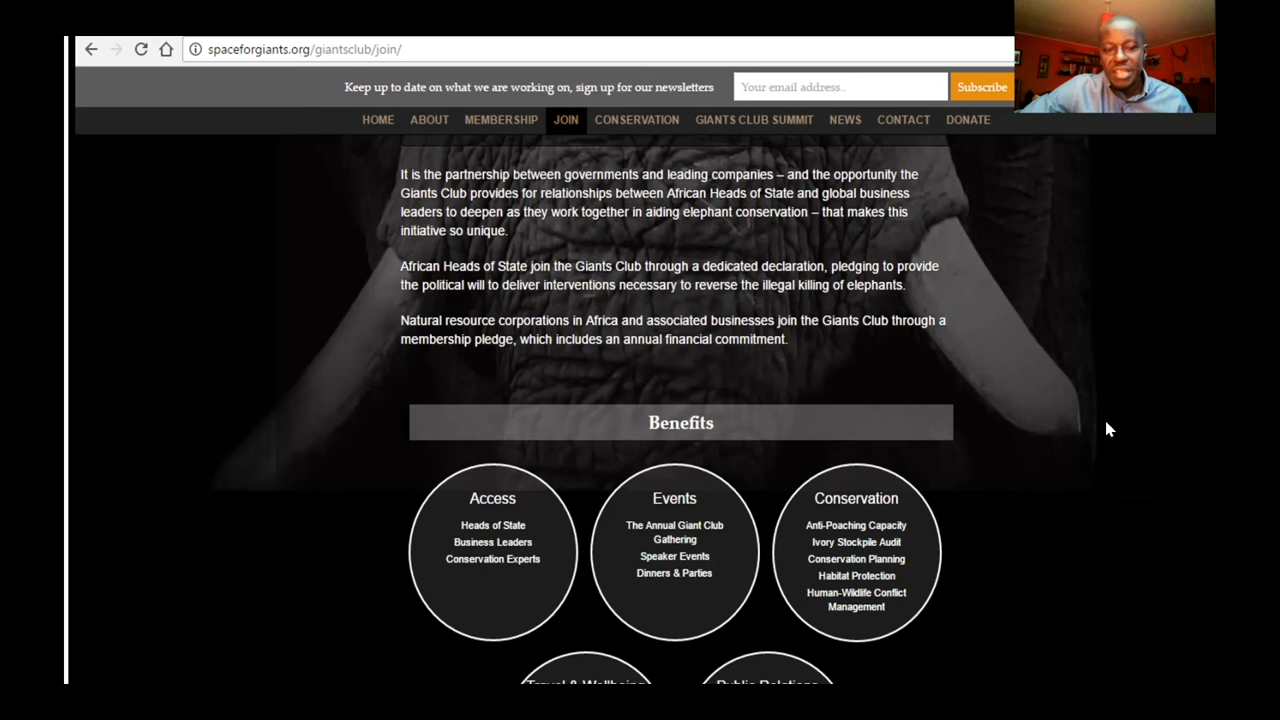 spaceforgiants.org/giantsclub/join/
Keep up to date on what we are working on, sign up for our newsletters
Your email address..
Subscribe
HOME ABOUT MEMBERSHIP JOIN CONSERVATION GIANTS CLUB SUMMIT NEWS CONTACT DONATE
It is the partnership between governments and leading companies – and the opportunity the
Giants Club provides for relationships between African Heads of State and global business
leaders to deepen as they work together in aiding elephant conservation – that makes this
initiative so unique.
African Heads of State join the Giants Club through a dedicated declaration, pledging to provide
the political will to deliver interventions necessary to reverse the illegal killing of elephants.
Natural resource corporations in Africa and associated businesses join the Giants Club through a
membership pledge, which includes an annual financial commitment.
Benefits
Access
Heads of State
Business Leaders
Conservation Experts
Events
The Annual Giant Club
Gathering
Speaker Events
Dinners & Parties
Conservation
Anti-Poaching Capacity
Ivory Stockpile Audit
Conservation Planning
Habitat Protection
Human-Wildlife Conflict
Management
Travel & Wellbeing
Public Relations